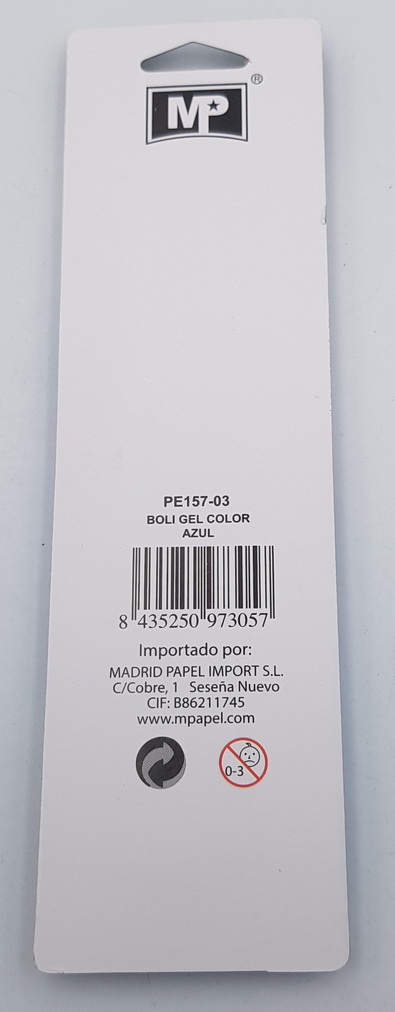 MP®
PE157-03
BOLI GEL COLOR
AZUL
8 435250 973057
Importado por:
MADRID PAPEL IMPORT S.L.
C/Cobre, 1 Seseña Nuevo
CIF: B86211745
www.mpapel.com
0-3